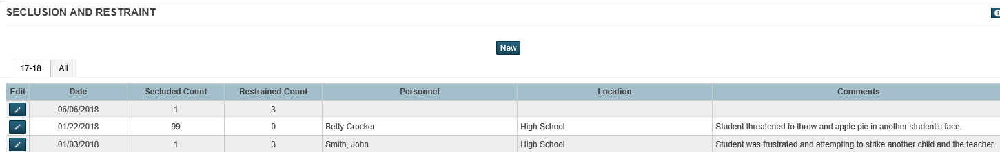 SECLUSION AND RESTRAINT
New
17-18 All
Edit Date Secluded Count Restrained Count Personnel Location Comments
06/06/2018 1 3
01/22/2018 99 0 Betty Crocker High School Student threatened to throw and apple pie in another student's face.
01/03/2018 1 3 Smith, John High School Student was frustrated and attempting to strike another child and the teacher.